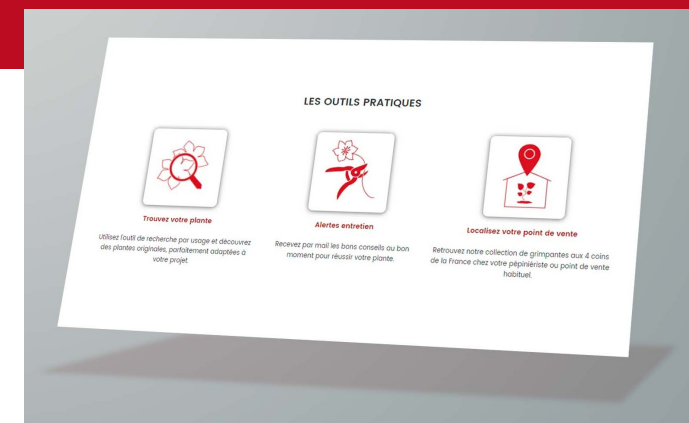 LES OUTILS PRATIQUES
Trouvez votre plante
Utilisez l'outil de recherche par usage et découvrez
des plantes originales, parfaitement adaptées à
votre projet.
Alertes entretien
Recevez par mail les bons conseils au bon
moment pour réussir votre plante.
Localisez votre point de vente
Retrouvez notre collection de grimpantes aux 4 coins
de la France chez votre pépiniériste ou point de vente
habituel.